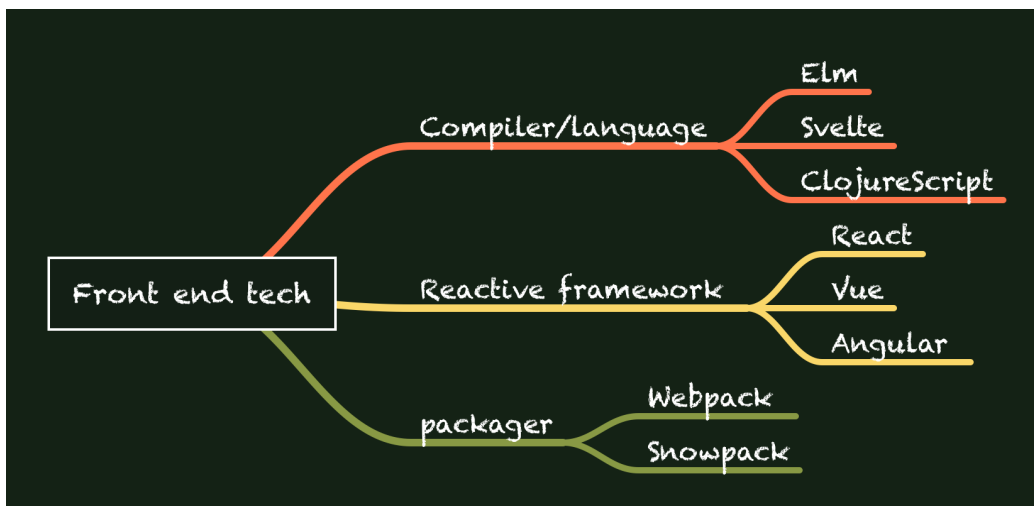 Front end tech
Compiler/language
Elm
Svelte
ClojureScript
Reactive framework
React
Vue
Angular
packager
Webpack
Snowpack